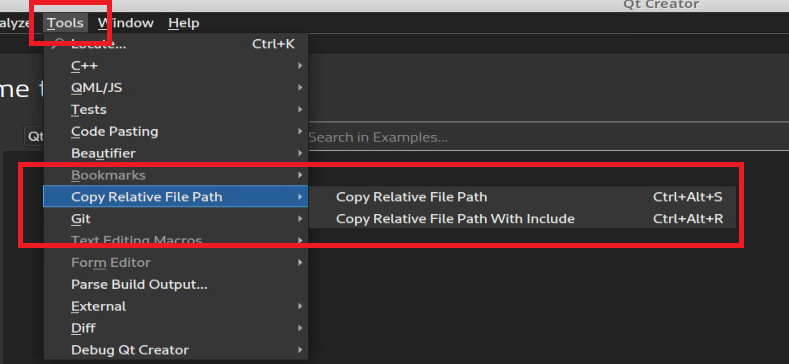 Qt Creator
alyze Tools Window Help
Locate... Ctrl+K
C++
me t
QML/JS
Tests
Code Pasting
Qt
Search in Examples...
Beautifier
Bookmarks
Copy Relative File Path
Copy Relative File Path Ctrl+Alt+S
Git
Copy Relative File Path With Include Ctrl+Alt+R
Text Editing Macros
Form Editor
Parse Build Output...
External
Diff
Debug Qt Creator